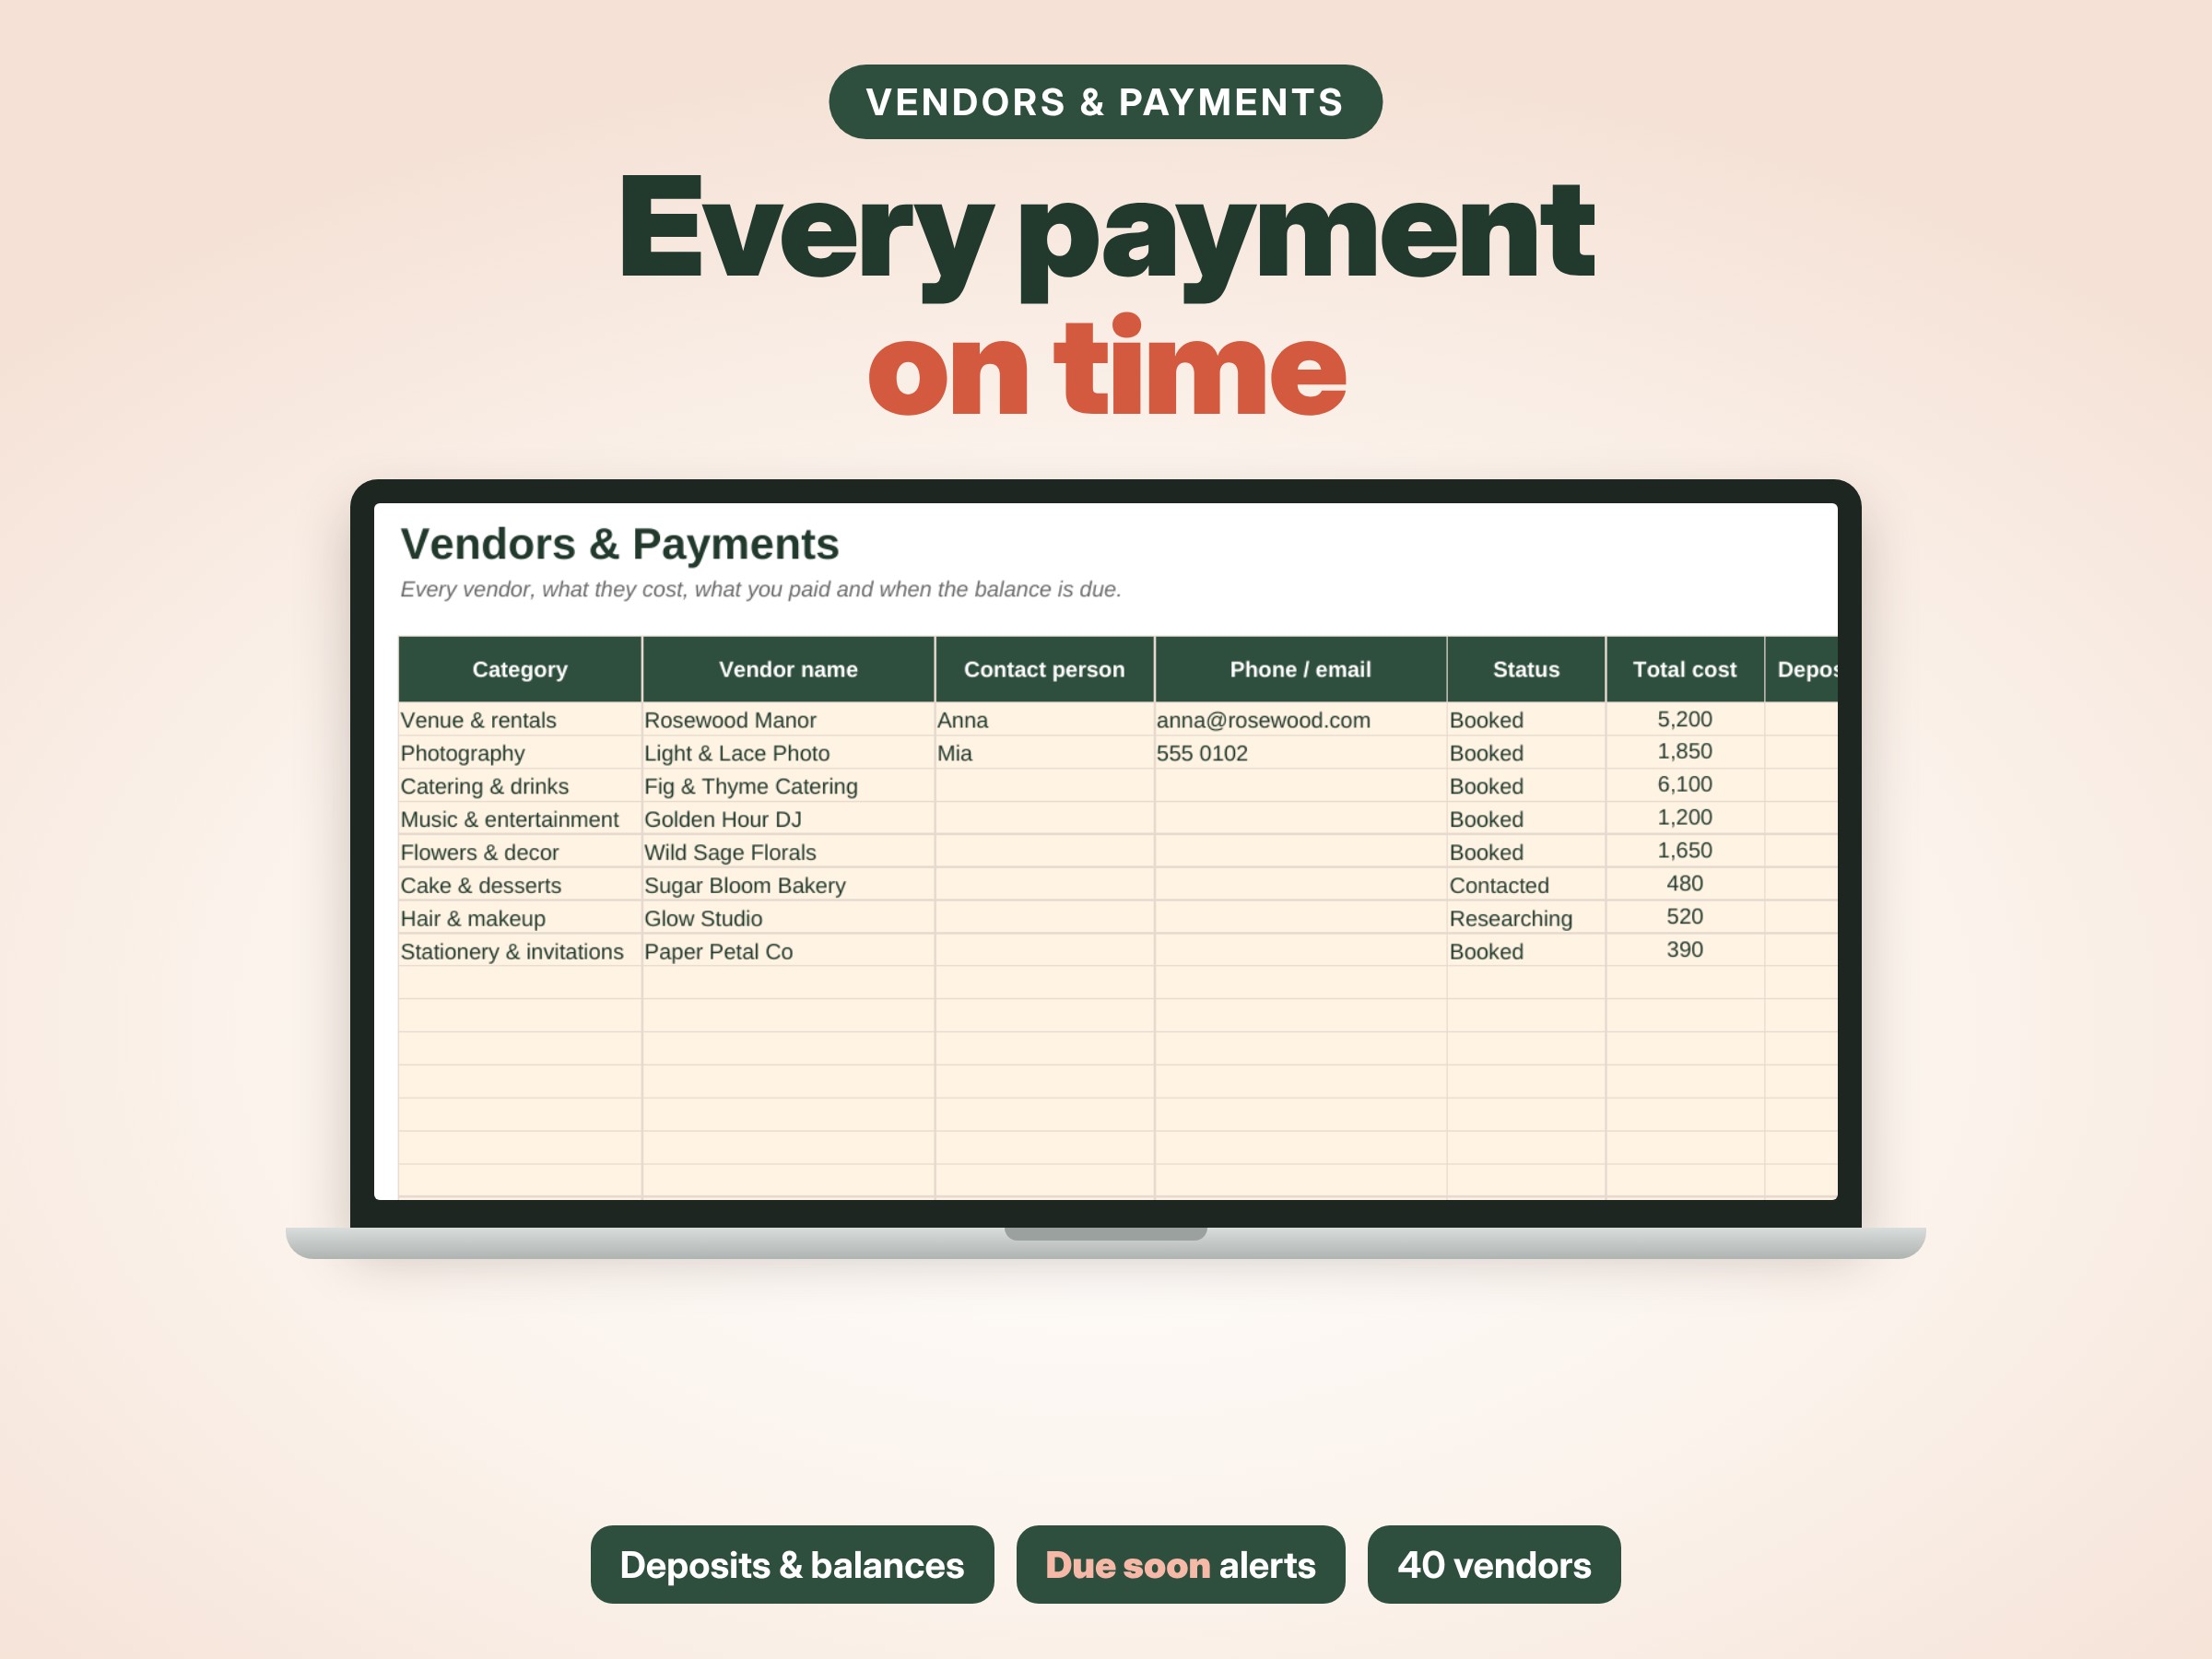 VENDORS & PAYMENTS
Every payment
on time
Vendors & Payments
Every vendor, what they cost, what you paid and when the balance is due.
Category Vendor name Contact person Phone / email Status Total cost Depos
Venue & rentals Rosewood Manor Anna anna@rosewood.com Booked 5,200
Photography Light & Lace Photo Mia 555 0102 Booked 1,850
Catering & drinks Fig & Thyme Catering Booked 6,100
Music & entertainment Golden Hour DJ Booked 1,200
Flowers & decor Wild Sage Florals Booked 1,650
Cake & desserts Sugar Bloom Bakery Contacted 480
Hair & makeup Glow Studio Researching 520
Stationery & invitations Paper Petal Co Booked 390
Deposits & balances Due soon alerts 40 vendors